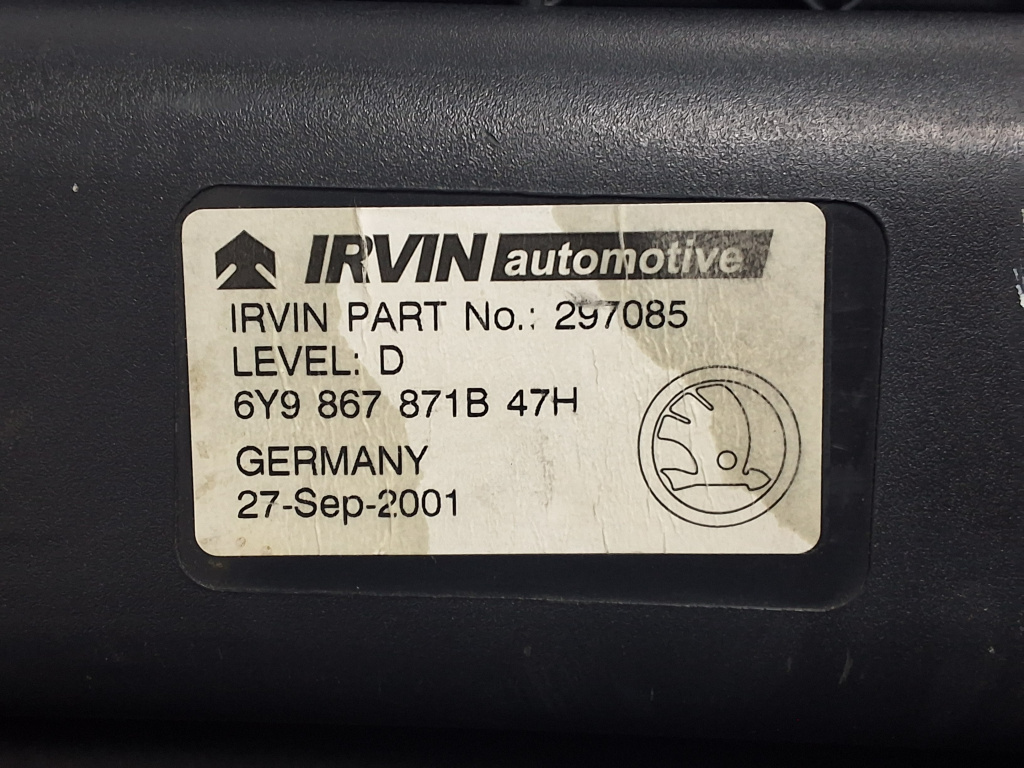 IRVIN automotive
IRVIN PART No.: 297085
LEVEL: D
6Y9 867 871B 47H
GERMANY
27-Sep-2001